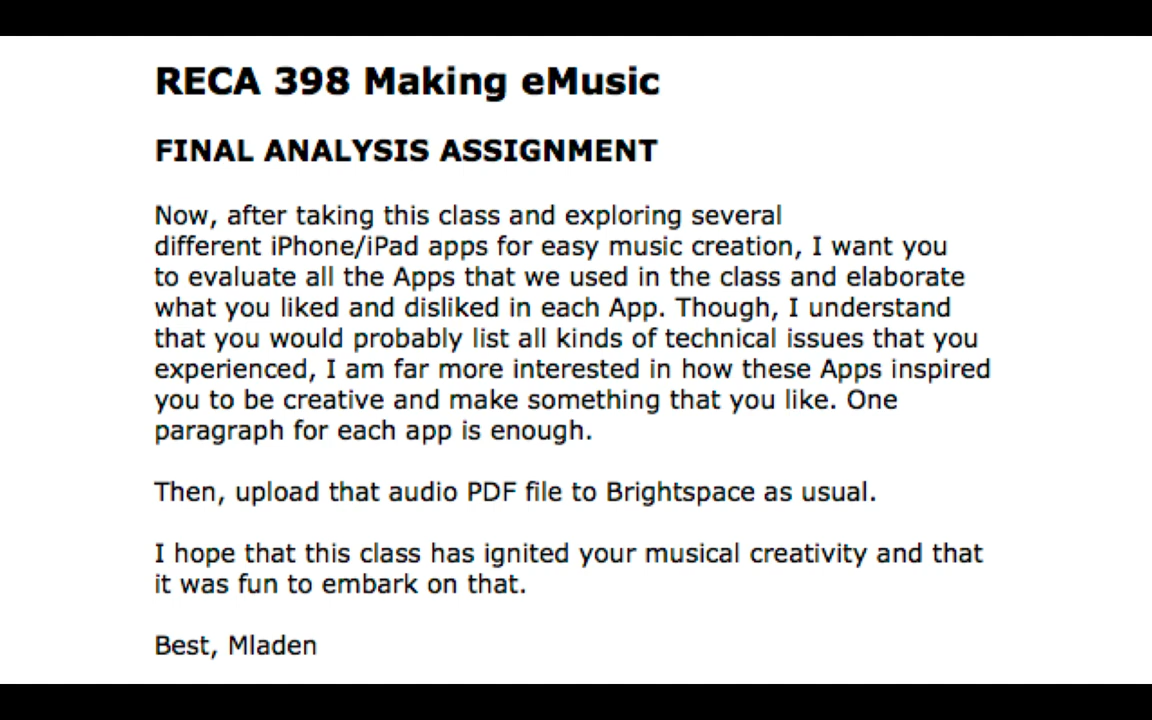 RECA 398 Making eMusic
FINAL ANALYSIS ASSIGNMENT
Now, after taking this class and exploring several
different iPhone/iPad apps for easy music creation, I want you
to evaluate all the Apps that we used in the class and elaborate
what you liked and disliked in each App. Though, I understand
that you would probably list all kinds of technical issues that you
experienced, I am far more interested in how these Apps inspired
you to be creative and make something that you like. One
paragraph for each app is enough.
Then, upload that audio PDF file to Brightspace as usual.
I hope that this class has ignited your musical creativity and that
it was fun to embark on that.
Best, Mladen